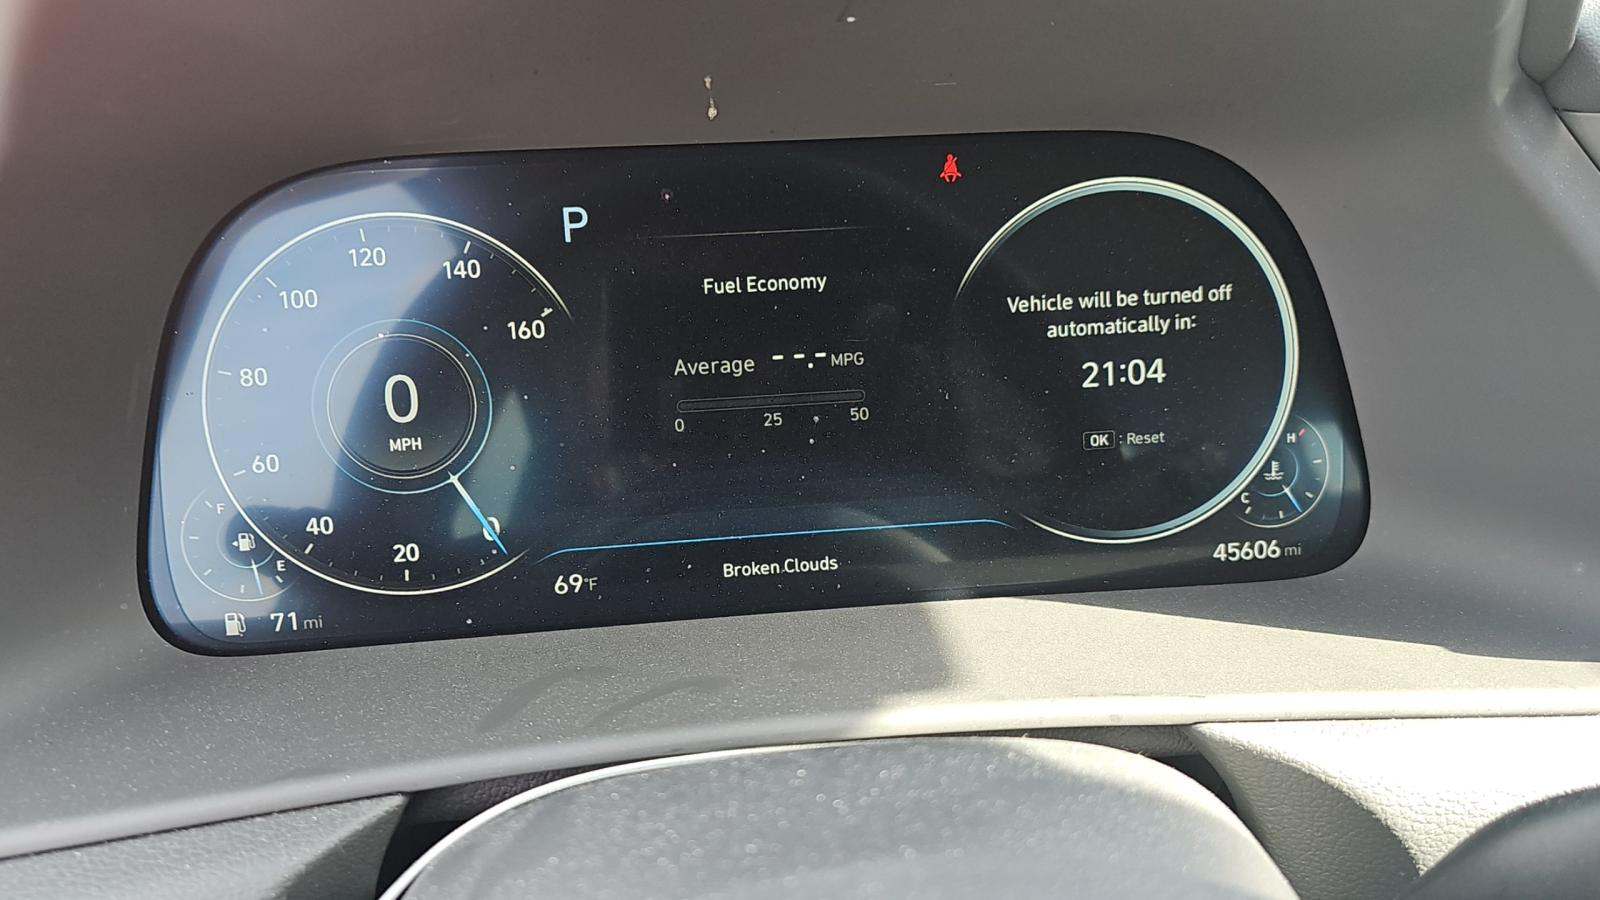 P
120
140
100
160
80
0
MPH
60
40
20
0
F
E
71 mi
Fuel Economy
Average --.- MPG
0 25 50
69°F
Broken Clouds
Vehicle will be turned off
automatically in:
21:04
OK : Reset
H
C
45606 mi